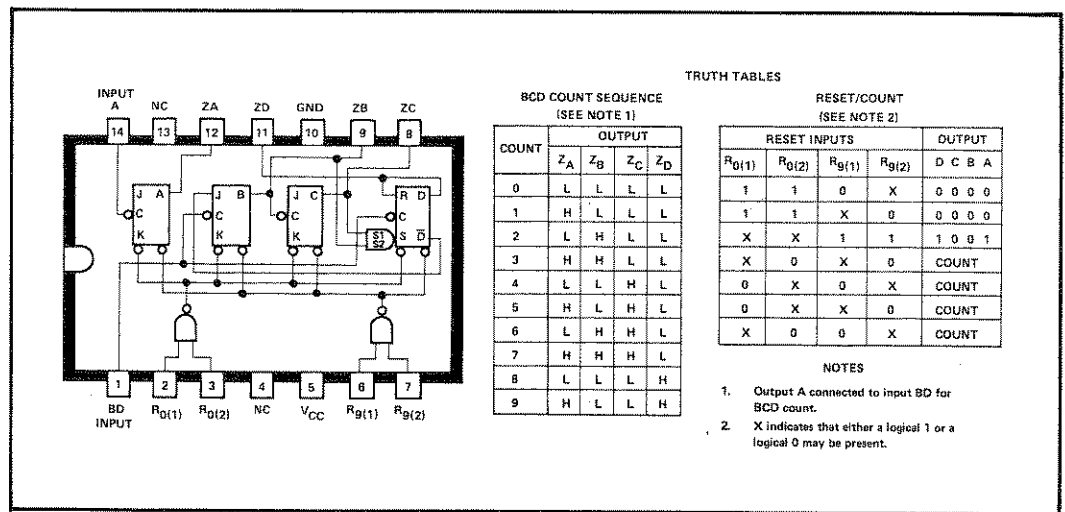 INPUT A NC ZA ZD GND ZB ZC
14 13 12 11 10 9 8
J A J B J C R D
C C C C
K K K S1 S2 S D̅
1 2 3 4 5 6 7
BD INPUT R0(1) R0(2) NC VCC R9(1) R9(2)
TRUTH TABLES
BCD COUNT SEQUENCE
(SEE NOTE 1)
COUNT OUTPUT
ZA ZB ZC ZD
0 L L L L
1 H L L L
2 L H L L
3 H H L L
4 L L H L
5 H L H L
6 L H H L
7 H H H L
8 L L L H
9 H L L H
RESET/COUNT
(SEE NOTE 2)
RESET INPUTS OUTPUT
R0(1) R0(2) R9(1) R9(2) D C B A
1 1 0 X 0 0 0 0
1 1 X 0 0 0 0 0
X X 1 1 1 0 0 1
X 0 X 0 COUNT
0 X 0 X COUNT
0 X X 0 COUNT
X 0 0 X COUNT
NOTES
1. Output A connected to input BD for
BCD count.
2. X indicates that either a logical 1 or a
logical 0 may be present.